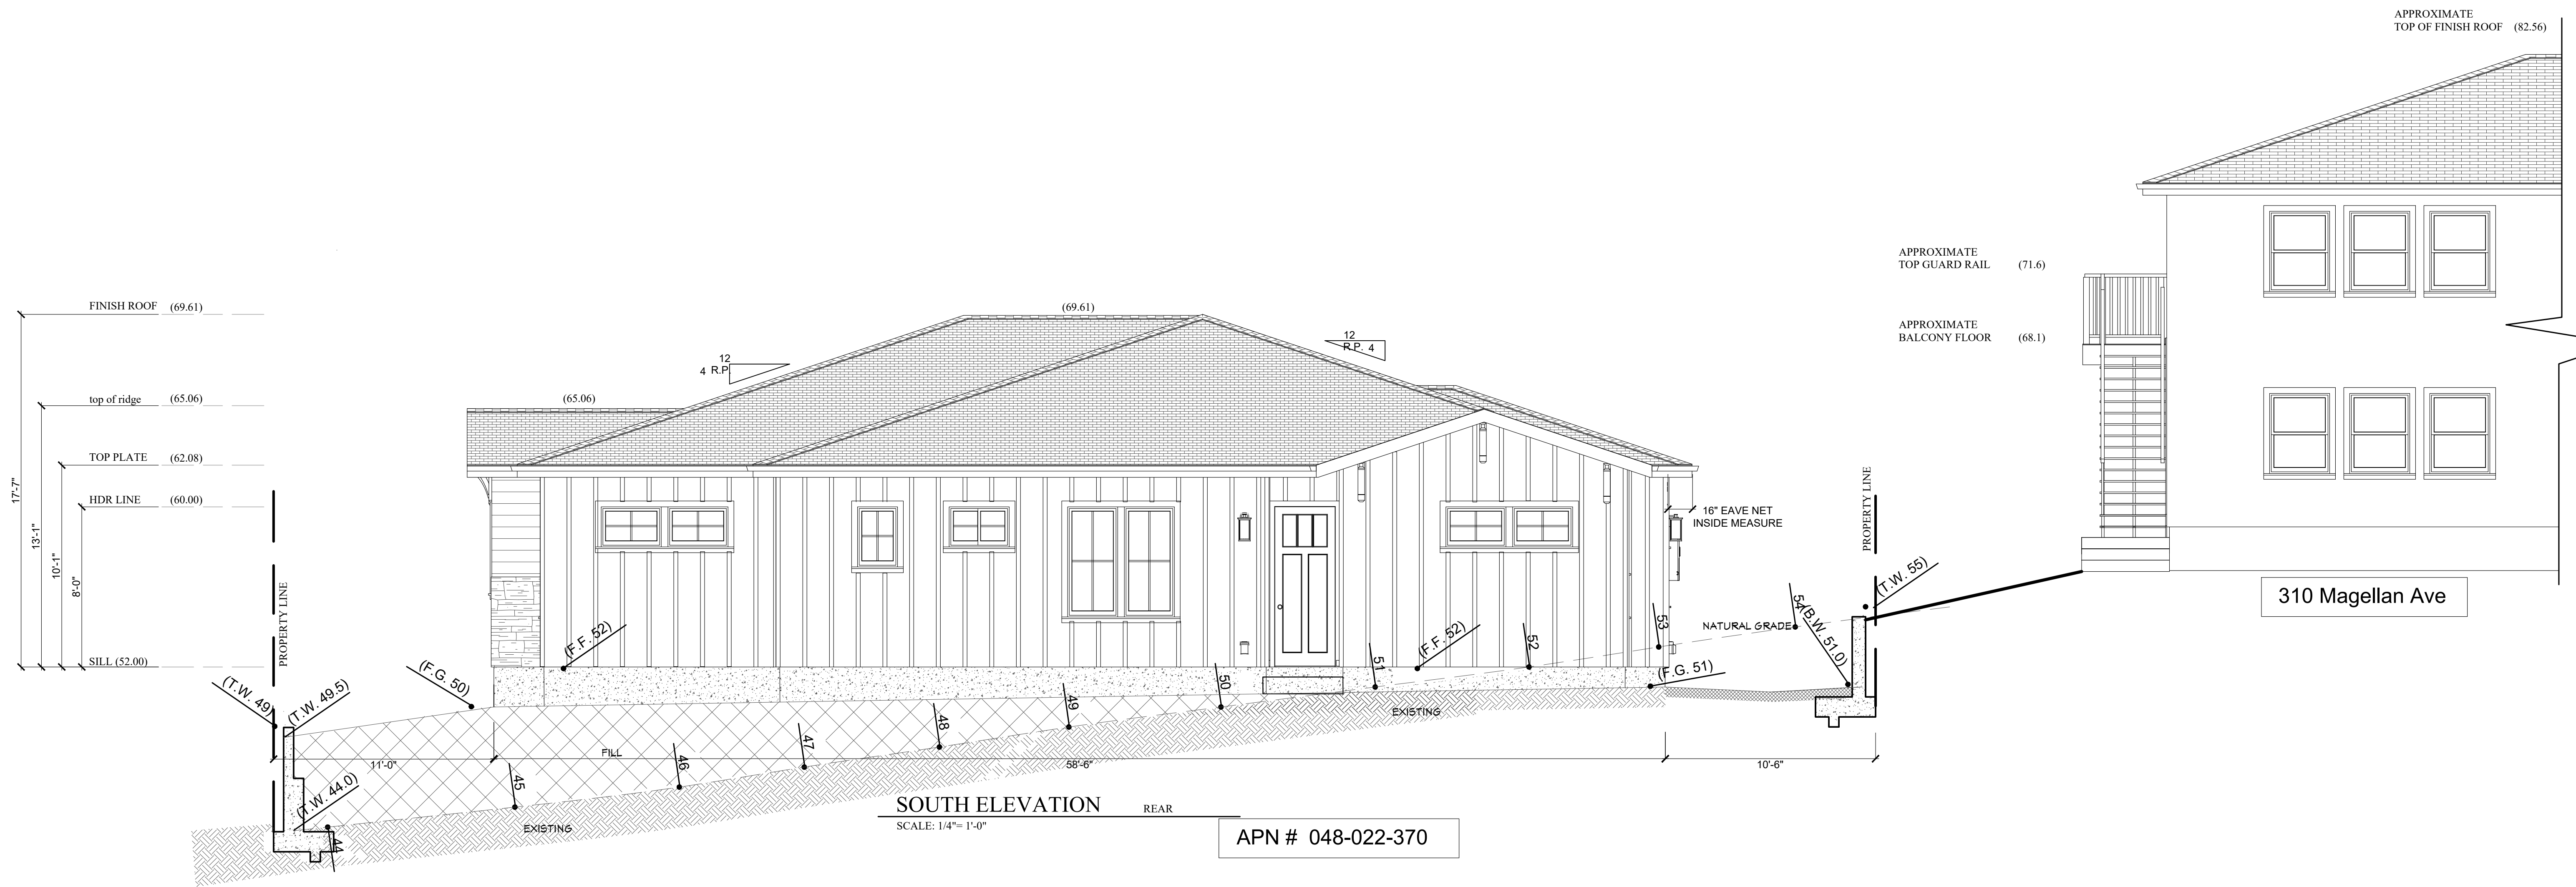 APPROXIMATE
TOP OF FINISH ROOF (82.56)
APPROXIMATE
TOP GUARD RAIL (71.6)
APPROXIMATE
BALCONY FLOOR (68.1)
FINISH ROOF (69.61)
top of ridge (65.06)
TOP PLATE (62.08)
HDR LINE (60.00)
SILL (52.00)
17'-7"
13'-1"
10'-1"
8'-0"
(69.61)
(65.06)
12
4 R.P.
12
R.P. 4
16" EAVE NET
INSIDE MEASURE
PROPERTY LINE
PROPERTY LINE
(T.W. 49)
(T.W. 49.5)
(T.W. 44.0)
(F.G. 50)
(F.F. 52)
(F.F. 52)
(F.G. 51)
(B.W. 51.0)
(T.W. 55)
NATURAL GRADE
44
45
46
47
48
49
50
51
52
53
54
FILL
EXISTING
EXISTING
11'-0"
58'-6"
10'-6"
310 Magellan Ave
SOUTH ELEVATION REAR
SCALE: 1/4"= 1'-0"
APN # 048-022-370